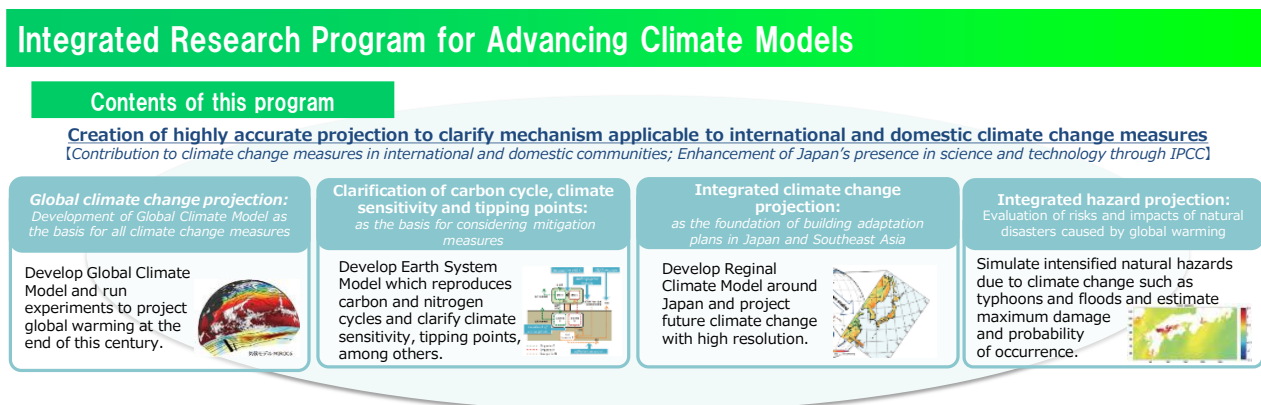 Integrated Research Program for Advancing Climate Models
Contents of this program
Creation of highly accurate projection to clarify mechanism applicable to international and domestic climate change measures
【Contribution to climate change measures in international and domestic communities; Enhancement of Japan's presence in science and technology through IPCC】
Global climate change projection:
Development of Global Climate Model as
the basis for all climate change measures
Develop Global Climate
Model and run
experiments to project
global warming at the
end of this century.
Clarification of carbon cycle, climate
sensitivity and tipping points:
as the basis for considering mitigation
measures
Develop Earth System
Model which reproduces
carbon and nitrogen
cycles and clarify climate
sensitivity, tipping points,
among others.
Integrated climate change
projection:
as the foundation of building adaptation
plans in Japan and Southeast Asia
Develop Reginal
Climate Model around
Japan and project
future climate change
with high resolution.
Integrated hazard projection:
Evaluation of risks and impacts of natural
disasters caused by global warming
Simulate intensified natural hazards
due to climate change such as
typhoons and floods and estimate
maximum damage
and probability
of occurrence.